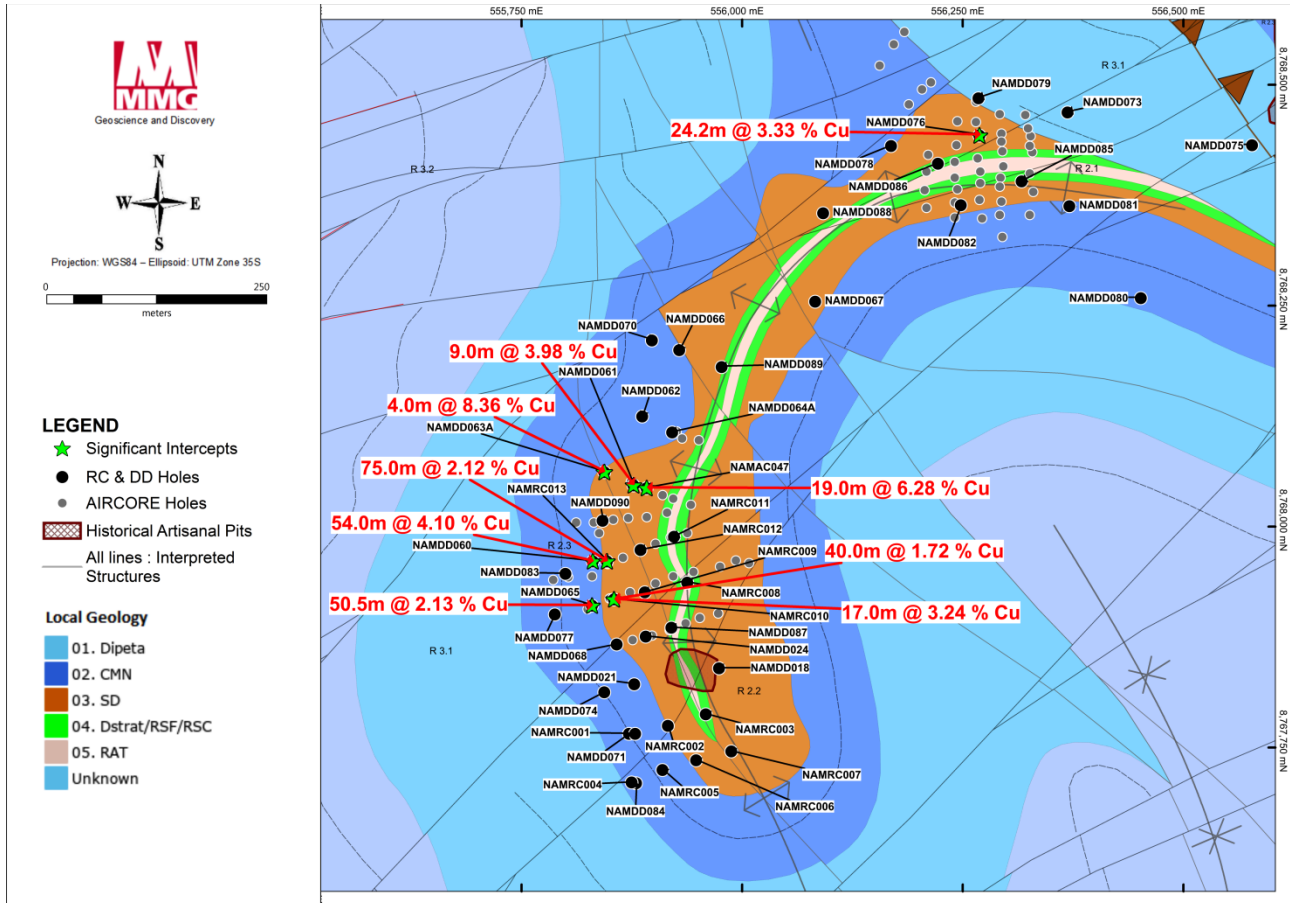 555,750 mE
556,000 mE
556,250 mE
556,500 mE
MMG
Geoscience and Discovery
N
W
E
S
Projection: WGS84 – Ellipsoid: UTM Zone 35S
0
250
meters
LEGEND
Significant Intercepts
RC & DD Holes
AIRCORE Holes
Historical Artisanal Pits
All lines : Interpreted
Structures
Local Geology
01. Dipeta
02. CMN
03. SD
04. Dstrat/RSF/RSC
05. RAT
Unknown
R 3.1
NAMDD079
NAMDD073
8,768,500 mN
NAMDD076
24.2m @ 3.33 % Cu
NAMDD075
NAMDD085
NAMDD078
R 3.2
R 2.1
NAMDD086
NAMDD081
NAMDD088
NAMDD082
NAMDD080
NAMDD067
8,768,250 mN
NAMDD070
NAMDD066
9.0m @ 3.98 % Cu
NAMDD061
NAMDD089
NAMDD062
4.0m @ 8.36 % Cu
NAMDD064A
NAMDD063A
75.0m @ 2.12 % Cu
NAMAC047
19.0m @ 6.28 % Cu
NAMRC013
NAMDD090
NAMRC011
54.0m @ 4.10 % Cu
NAMRC012
8,768,000 mN
NAMDD060
R 2.3
NAMRC009
40.0m @ 1.72 % Cu
NAMDD083
NAMDD065
NAMRC008
50.5m @ 2.13 % Cu
NAMRC010
17.0m @ 3.24 % Cu
NAMDD087
NAMDD077
NAMDD024
R 3.1
NAMDD068
NAMDD018
NAMDD021
R 2.2
NAMDD074
NAMRC003
NAMRC001
NAMRC002
NAMDD071
8,767,750 mN
NAMRC007
NAMRC004
NAMRC005
NAMRC006
NAMDD084